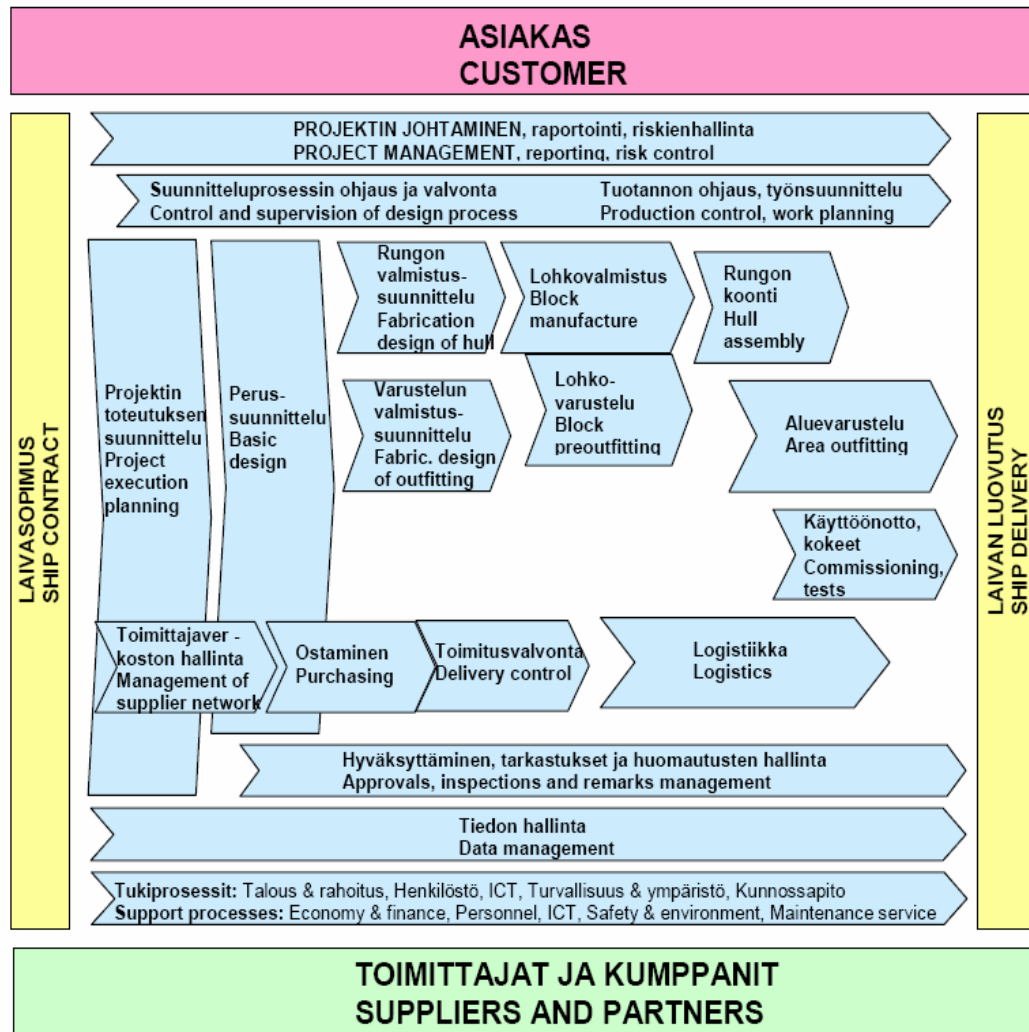 ASIAKAS
CUSTOMER
LAIVASOPIMUS
SHIP CONTRACT
PROJEKTIN JOHTAMINEN, raportointi, riskienhallinta
PROJECT MANAGEMENT, reporting, risk control
Suunnitteluprosessin ohjaus ja valvonta
Control and supervision of design process
Tuotannon ohjaus, työnsuunnittelu
Production control, work planning
Projektin
toteutuksen
suunnittelu
Project
execution
planning
Perus-
suunnittelu
Basic
design
Rungon
valmistus-
suunnittelu
Fabrication
design of hull
Lohkovalmistus
Block
manufacture
Rungon
koonti
Hull
assembly
Varustelun
valmistus-
suunnittelu
Fabric. design
of outfitting
Lohko-
varustelu
Block
preoutfitting
Aluevarustelu
Area outfitting
Käyttöönotto,
kokeet
Commissioning,
tests
Toimittajaver -
koston hallinta
Management of
supplier network
Ostaminen
Purchasing
Toimitusvalvonta
Delivery control
Logistiikka
Logistics
Hyväksyttäminen, tarkastukset ja huomautusten hallinta
Approvals, inspections and remarks management
Tiedon hallinta
Data management
Tukiprosessit: Talous & rahoitus, Henkilöstö, ICT, Turvallisuus & ympäristö, Kunnossapito
Support processes: Economy & finance, Personnel, ICT, Safety & environment, Maintenance service
LAIVAN LUOVUTUS
SHIP DELIVERY
TOIMITTAJAT JA KUMPPANIT
SUPPLIERS AND PARTNERS